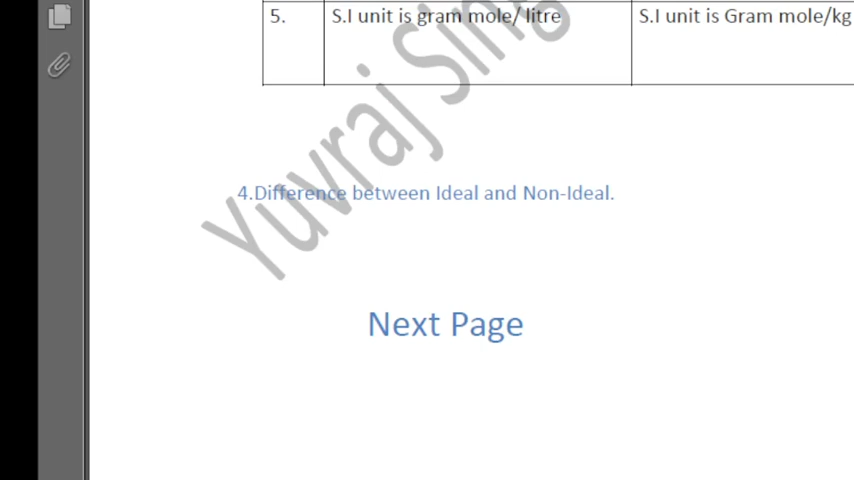 5. S.I unit is gram mole/ litre S.I unit is Gram mole/kg
Yuvraj Sing
4.Difference between Ideal and Non-Ideal.
Next Page